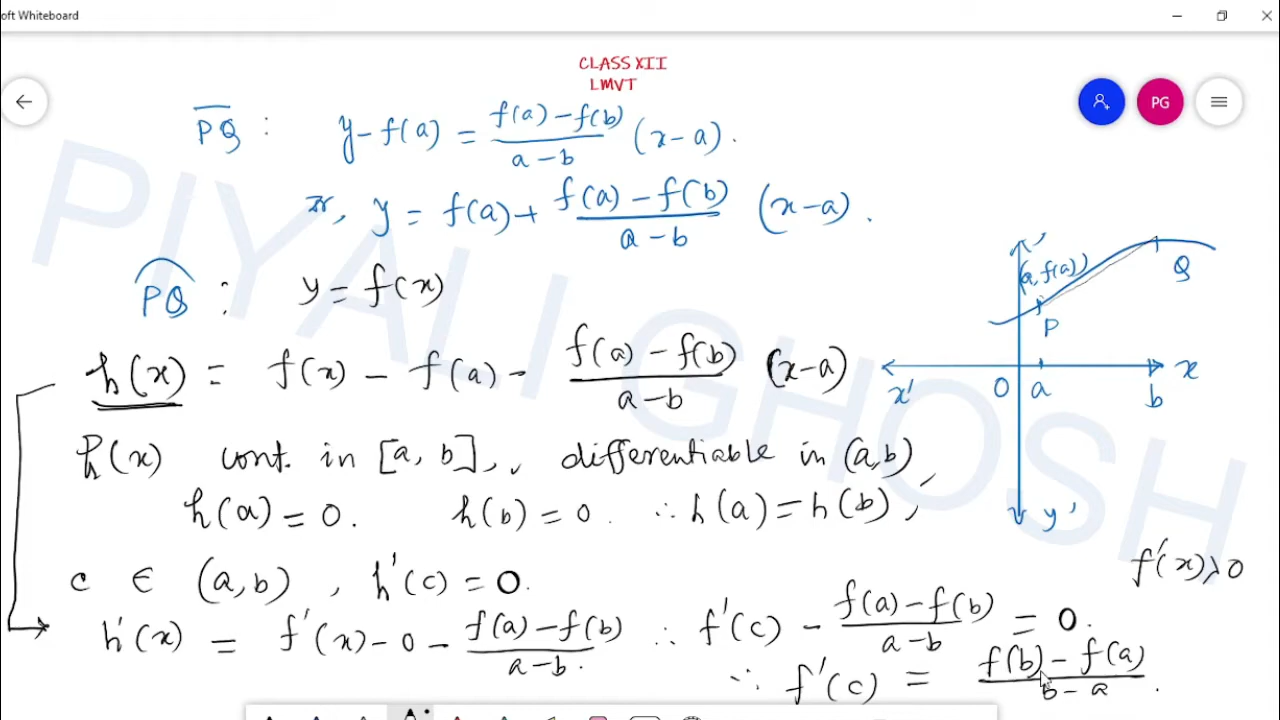 oft Whiteboard
CLASS XII
LMVT
PG
PQ : y - f(a) = f(a) - f(b) / a - b (x - a).
or, y = f(a) + f(a) - f(b) / a - b (x - a).
PQ : y = f(x)
(a, f(a))
Q
P
h(x) = f(x) - f(a) - f(a) - f(b) / a - b (x - a)
x' O a b x
h(x) cont. in [a, b], differentiable in (a, b)
h(a) = 0. h(b) = 0. ∴ h(a) = h(b),
y'
f'(x) > 0
c ∈ (a, b), h'(c) = 0.
h'(x) = f'(x) - 0 - f(a) - f(b) / a - b. ∴ f'(c) - f(a) - f(b) / a - b = 0.
∴ f'(c) = f(b) - f(a) / b - a.
PIYALI GHOSH